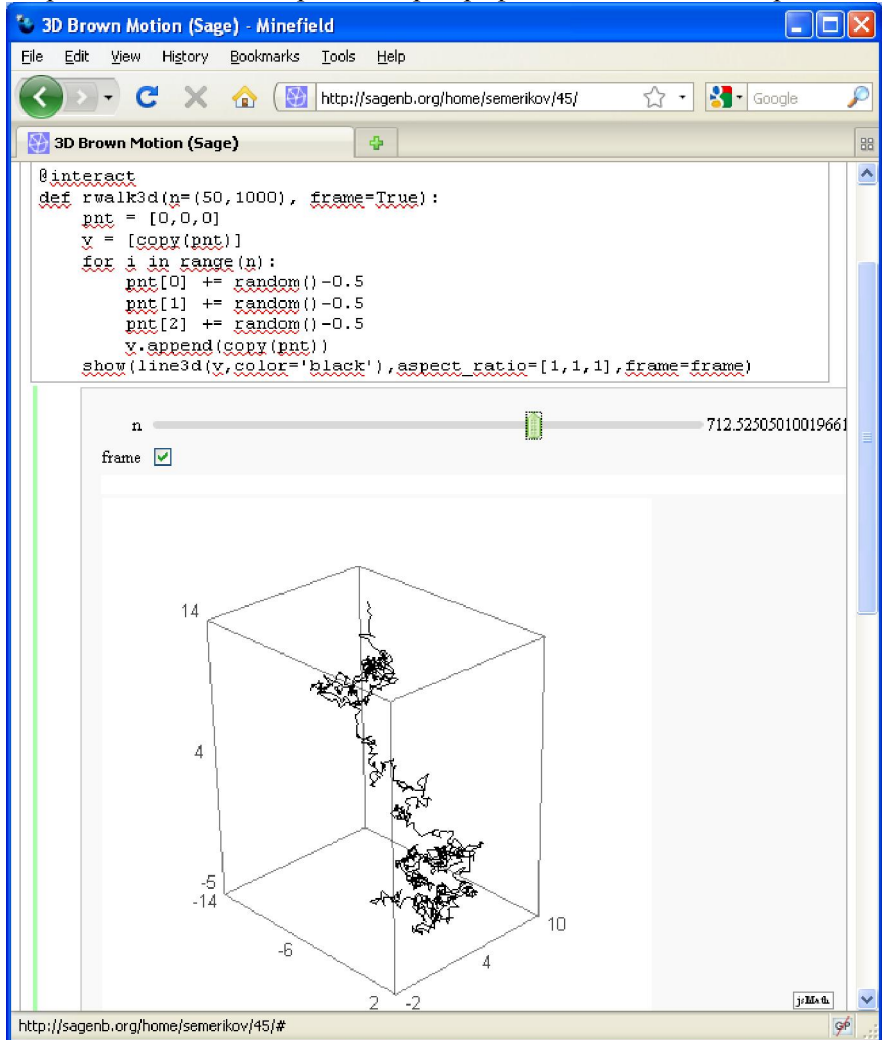 3D Brown Motion (Sage) - Minefield
File Edit View History Bookmarks Tools Help
http://sagenb.org/home/semerikov/45/ Google
3D Brown Motion (Sage)
@interact
def rwalk3d(n=(50,1000), frame=True):
    pnt = [0,0,0]
    v = [copy(pnt)]
    for i in range(n):
        pnt[0] += random()-0.5
        pnt[1] += random()-0.5
        pnt[2] += random()-0.5
        v.append(copy(pnt))
    show(line3d(v,color='black'),aspect_ratio=[1,1,1],frame=frame)
n 712.52505010019661
frame
14
4
-5
-14
10
-6
4
2 -2
jsMath
http://sagenb.org/home/semerikov/45/#